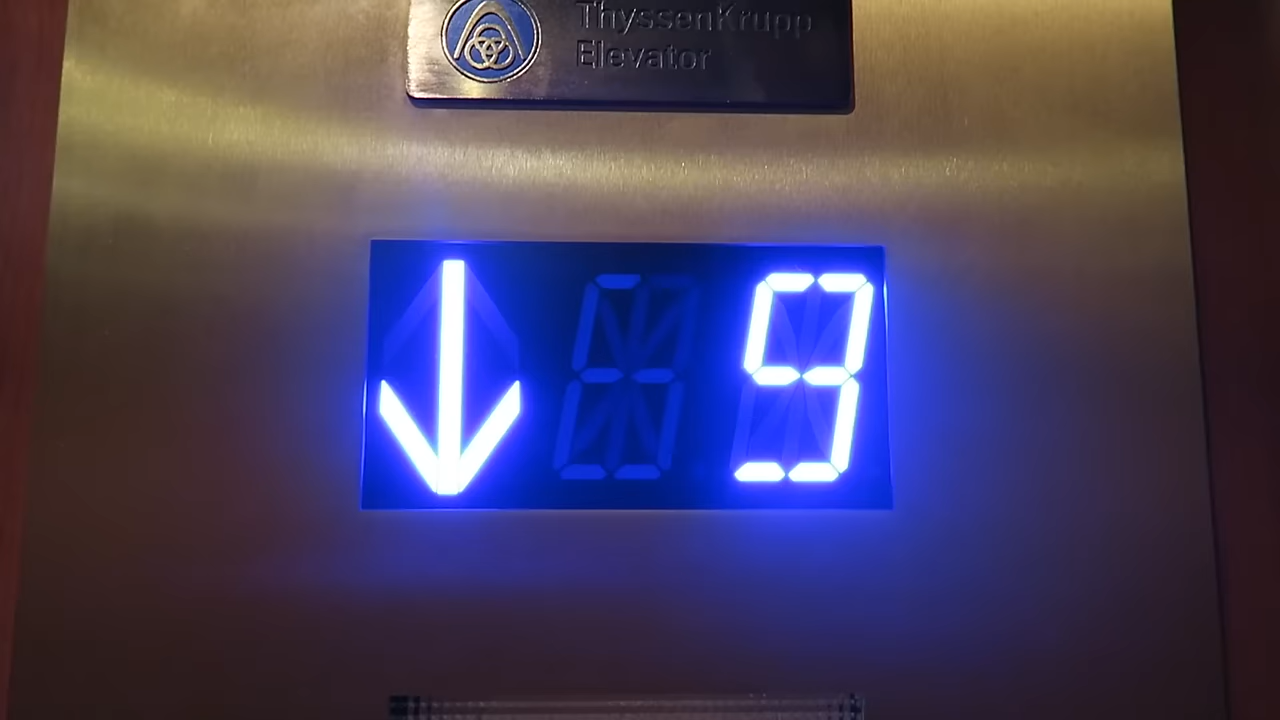 ThyssenKrupp
Elevator
↓ 9